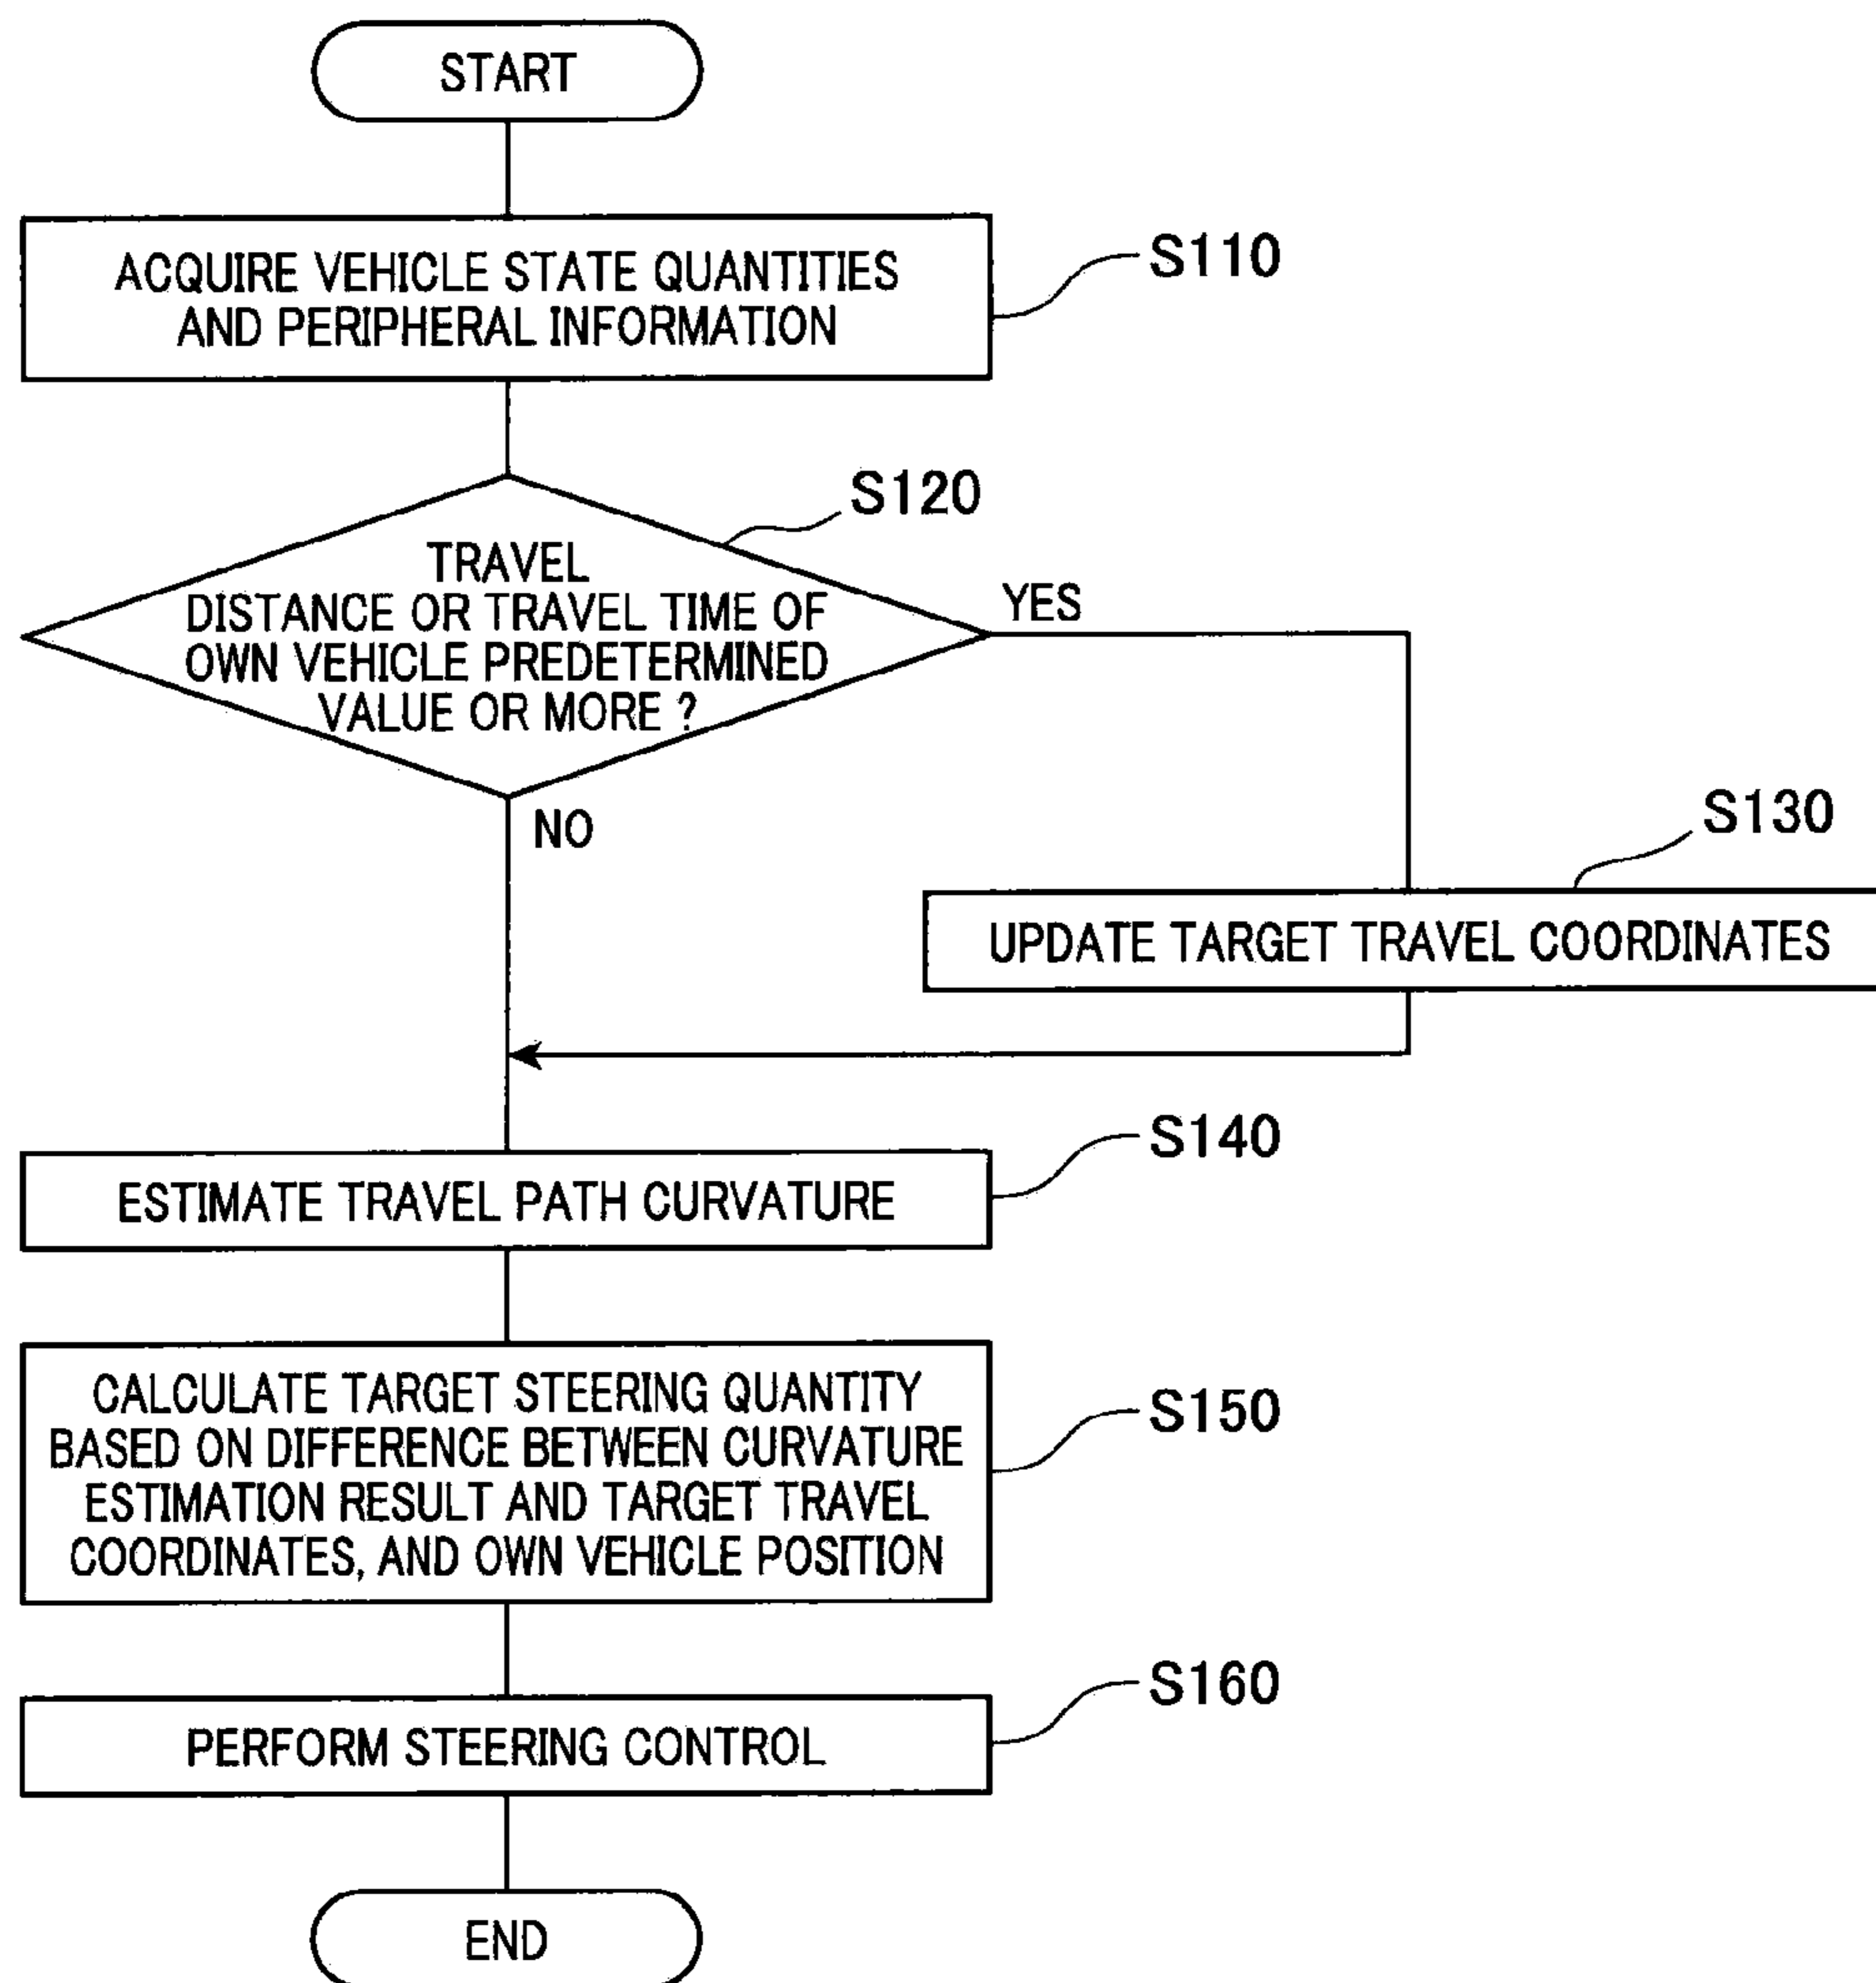 START
ACQUIRE VEHICLE STATE QUANTITIES
AND PERIPHERAL INFORMATION
S110
S120
TRAVEL
DISTANCE OR TRAVEL TIME OF
OWN VEHICLE PREDETERMINED
VALUE OR MORE ?
YES
NO
S130
UPDATE TARGET TRAVEL COORDINATES
S140
ESTIMATE TRAVEL PATH CURVATURE
CALCULATE TARGET STEERING QUANTITY
BASED ON DIFFERENCE BETWEEN CURVATURE
ESTIMATION RESULT AND TARGET TRAVEL
COORDINATES, AND OWN VEHICLE POSITION
S150
S160
PERFORM STEERING CONTROL
END